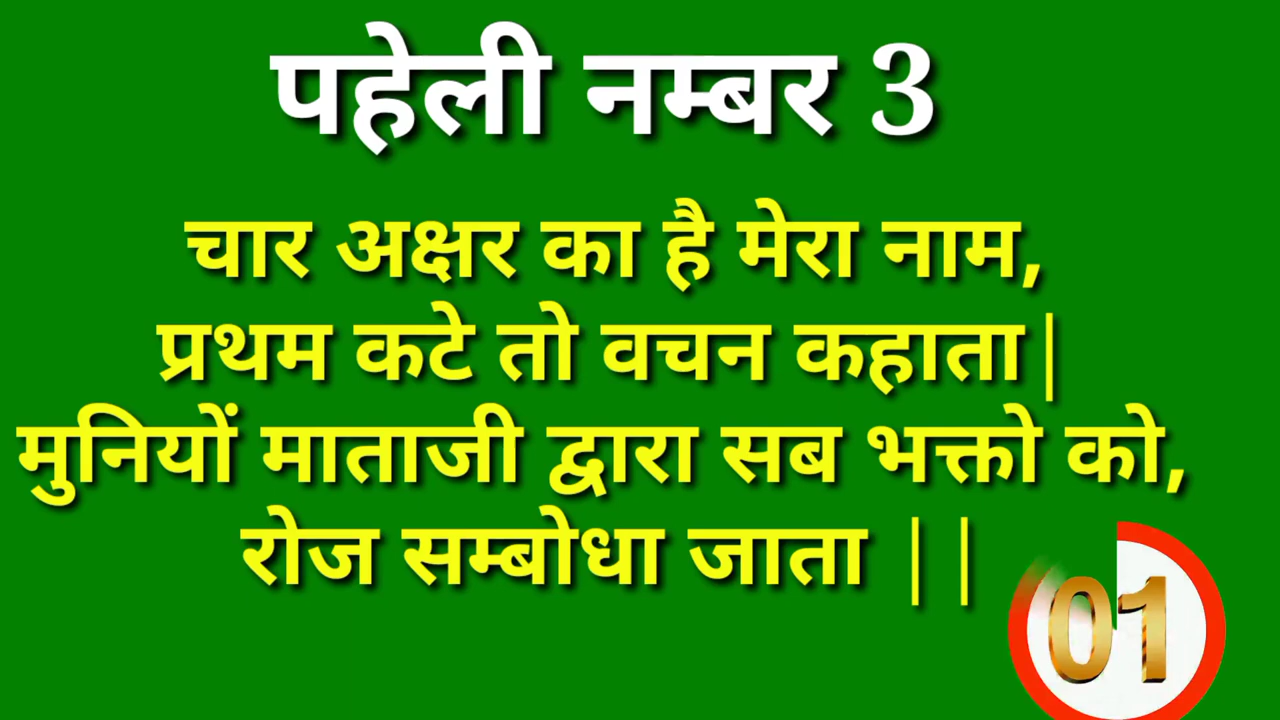 पहेली नम्बर 3
चार अक्षर का है मेरा नाम,
प्रथम कटे तो वचन कहाता|
मुनियों माताजी द्वारा सब भक्तो को,
रोज सम्बोधा जाता ||
01